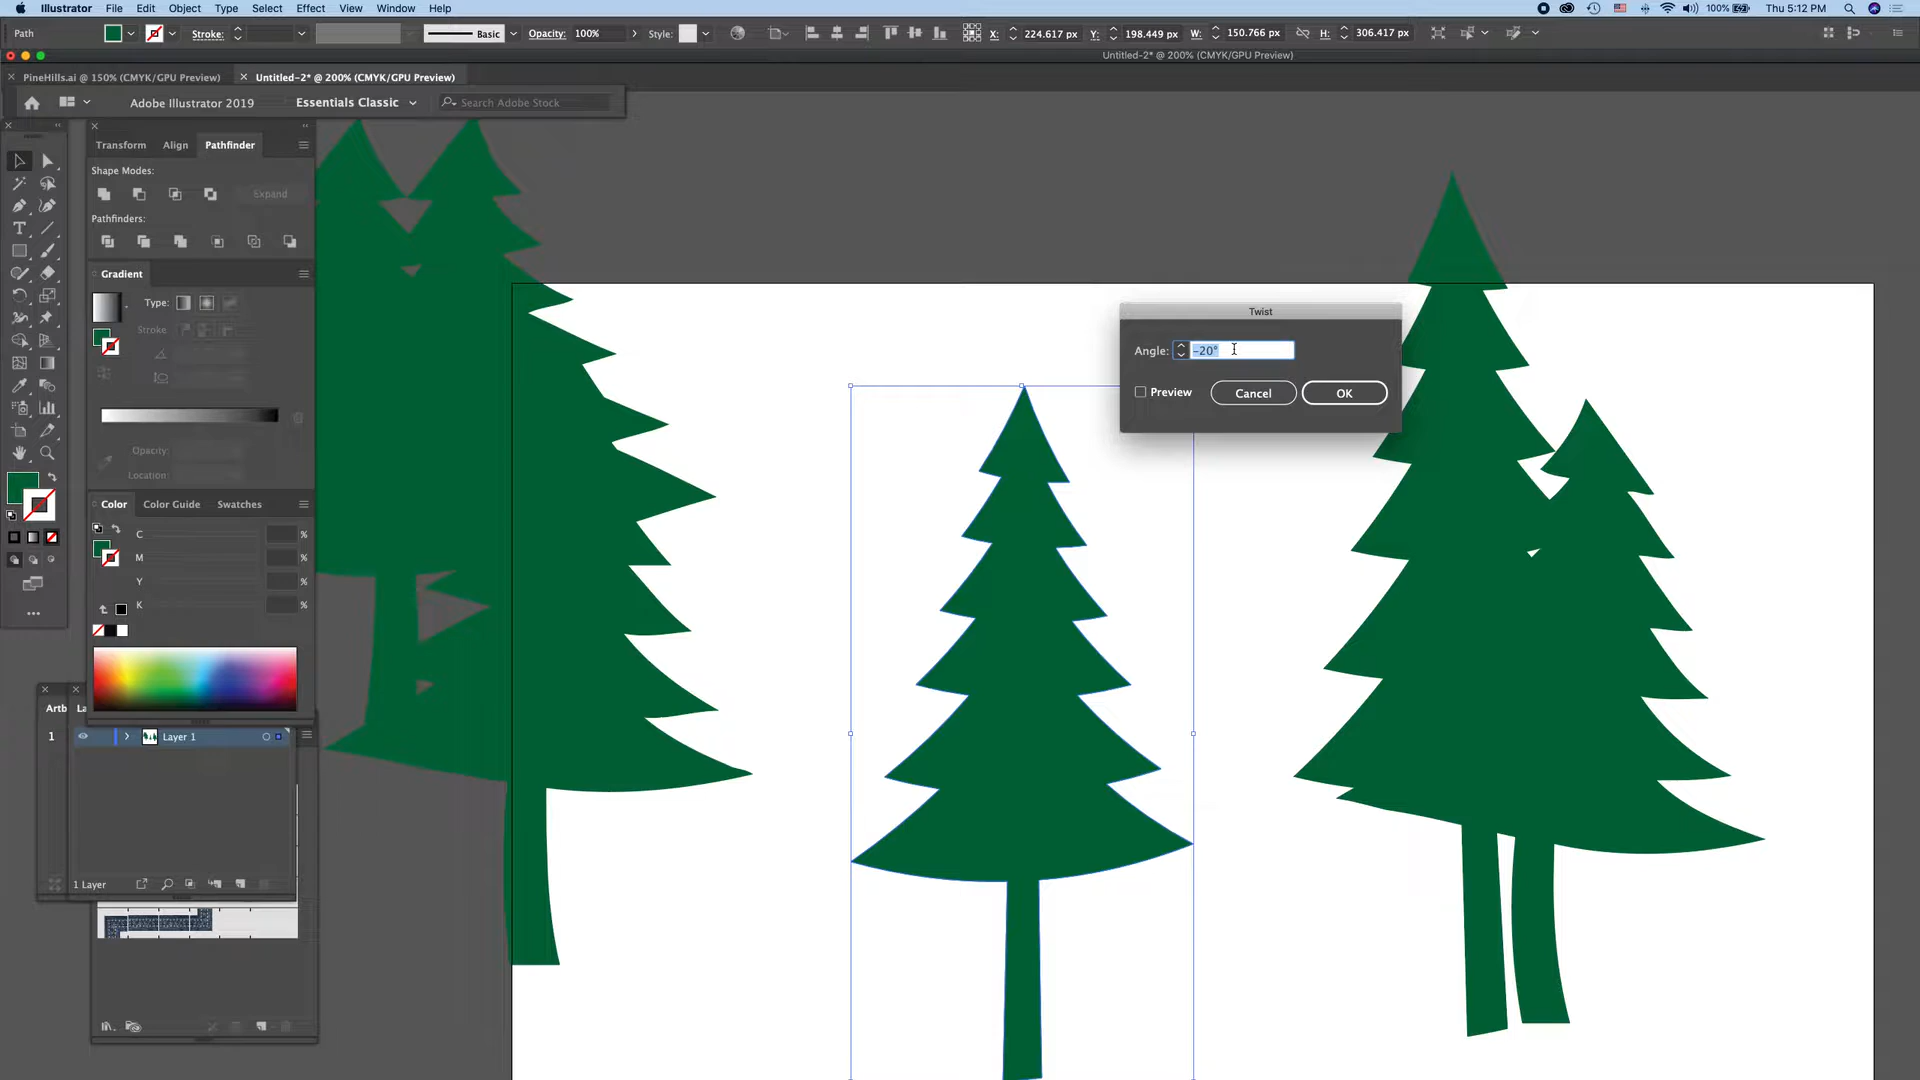 Illustrator File Edit Object Type Select Effect View Window Help 100% Thu 5:12 PM
Path Stroke: Basic Opacity: 100% Style: X: 224.617 px Y: 198.449 px W: 150.766 px H: 306.417 px
Untitled-2* @ 200% (CMYK/GPU Preview)
PineHills.ai @ 150% (CMYK/GPU Preview) Untitled-2* @ 200% (CMYK/GPU Preview)
Adobe Illustrator 2019 Essentials Classic Search Adobe Stock
Transform Align Pathfinder
Shape Modes:
Expand
Pathfinders:
Gradient
Type:
Stroke:
Opacity:
Location:
Color Color Guide Swatches
C %
M %
Y %
K %
Artb La
1 Layer 1
1 Layer
Twist
Angle: -20°
Preview Cancel OK